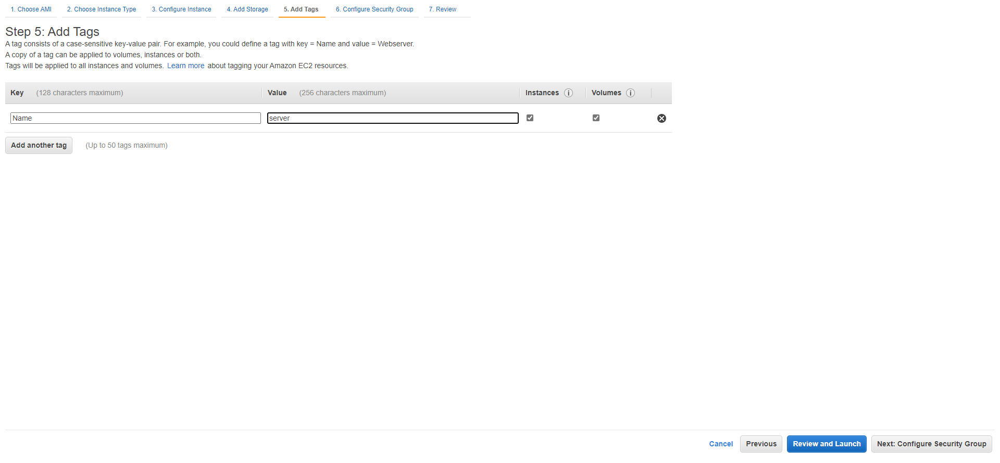 1. Choose AMI 2. Choose Instance Type 3. Configure Instance 4. Add Storage 5. Add Tags 6. Configure Security Group 7. Review
Step 5: Add Tags
A tag consists of a case-sensitive key-value pair. For example, you could define a tag with key = Name and value = Webserver.
A copy of a tag can be applied to volumes, instances or both.
Tags will be applied to all instances and volumes. Learn more about tagging your Amazon EC2 resources.
Key (128 characters maximum) Value (256 characters maximum) Instances i Volumes i
Name server
Add another tag (Up to 50 tags maximum)
Cancel Previous Review and Launch Next: Configure Security Group